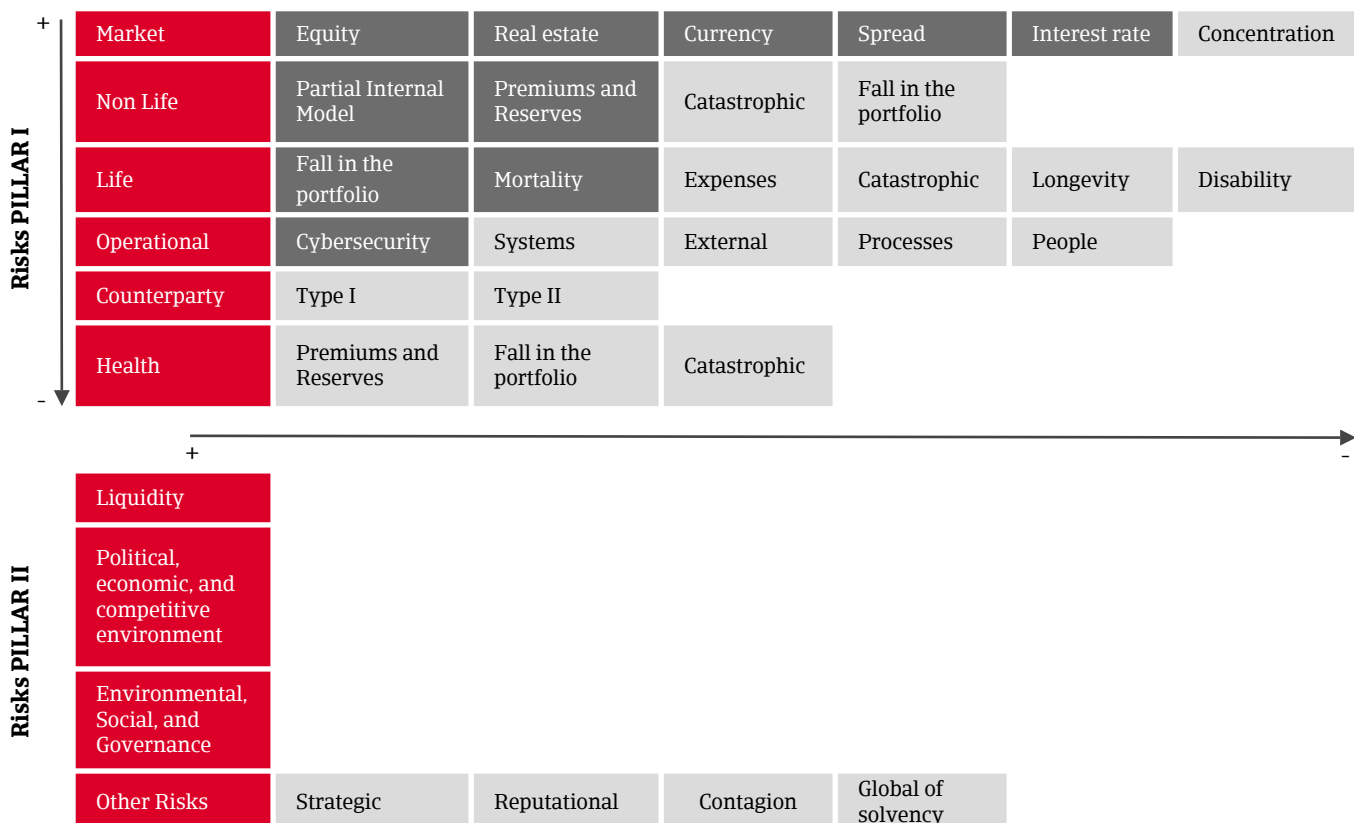 +
Market
Equity
Real estate
Currency
Spread
Interest rate
Concentration
Non Life
Partial Internal
Model
Premiums and
Reserves
Catastrophic
Fall in the
portfolio
Risks PILLAR I
Life
Fall in the
portfolio
Mortality
Expenses
Catastrophic
Longevity
Disability
Operational
Cybersecurity
Systems
External
Processes
People
Counterparty
Type I
Type II
Health
Premiums and
Reserves
Fall in the
portfolio
Catastrophic
-
+
-
Liquidity
Risks PILLAR II
Political,
economic, and
competitive
environment
Environmental,
Social, and
Governance
Other Risks
Strategic
Reputational
Contagion
Global of
solvency